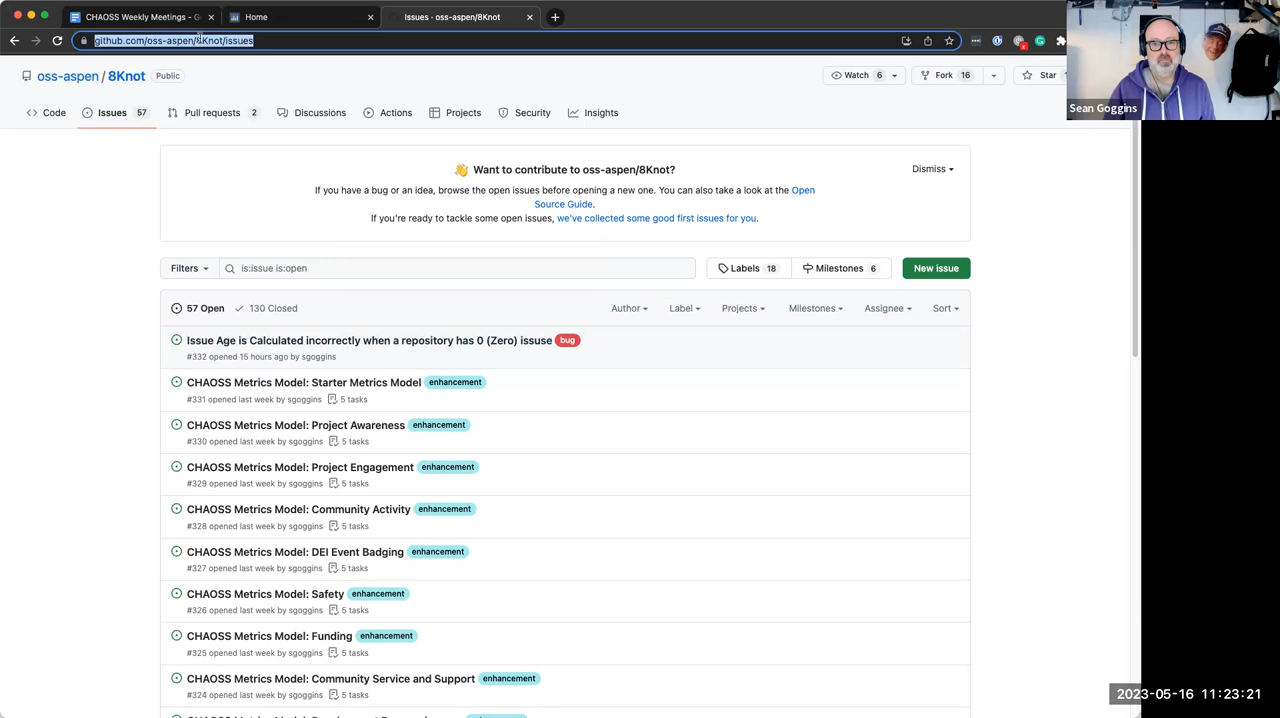 CHAOSS Weekly Meetings - G
Home
Issues · oss-aspen/8Knot
github.com/oss-aspen/8Knot/issues
oss-aspen / 8Knot Public
Watch 6
Fork 16
Star
Sean Goggins
Code
Issues 57
Pull requests 2
Discussions
Actions
Projects
Security
Insights
👋 Want to contribute to oss-aspen/8Knot?
Dismiss
If you have a bug or an idea, browse the open issues before opening a new one. You can also take a look at the Open
Source Guide.
If you're ready to tackle some open issues, we've collected some good first issues for you.
Filters
is:issue is:open
Labels 18
Milestones 6
New issue
57 Open
130 Closed
Author
Label
Projects
Milestones
Assignee
Sort
Issue Age is Calculated incorrectly when a repository has 0 (Zero) issuse bug
#332 opened 15 hours ago by sgoggins
CHAOSS Metrics Model: Starter Metrics Model enhancement
#331 opened last week by sgoggins 5 tasks
CHAOSS Metrics Model: Project Awareness enhancement
#330 opened last week by sgoggins 5 tasks
CHAOSS Metrics Model: Project Engagement enhancement
#329 opened last week by sgoggins 5 tasks
CHAOSS Metrics Model: Community Activity enhancement
#328 opened last week by sgoggins 5 tasks
CHAOSS Metrics Model: DEI Event Badging enhancement
#327 opened last week by sgoggins 5 tasks
CHAOSS Metrics Model: Safety enhancement
#326 opened last week by sgoggins 5 tasks
CHAOSS Metrics Model: Funding enhancement
#325 opened last week by sgoggins 5 tasks
CHAOSS Metrics Model: Community Service and Support enhancement
#324 opened last week by sgoggins 5 tasks
2023-05-16 11:23:21